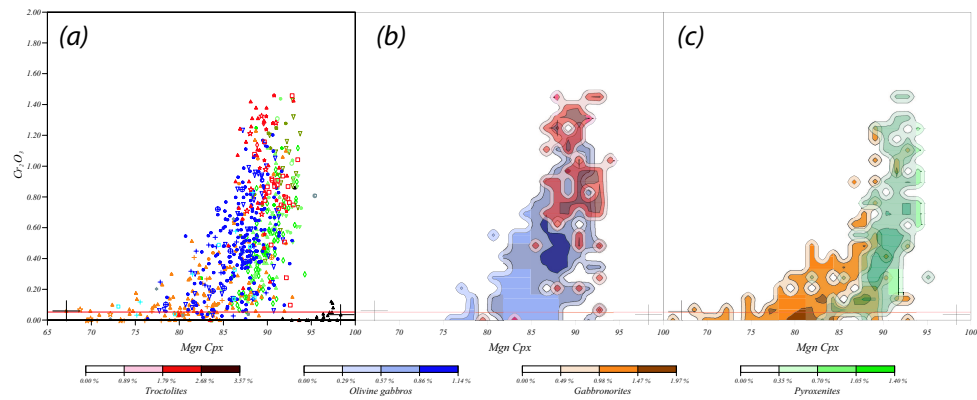 (a)
(b)
(c)
Cr2O3
2.00
1.80
1.60
1.40
1.20
1.00
0.80
0.60
0.40
0.20
0.00
65 70 75 80 85 90 95 100
70 75 80 85 90 95 100
70 75 80 85 90 95 100
Mgn Cpx
Mgn Cpx
Mgn Cpx
0.00 % 0.89 % 1.79 % 2.68 % 3.57 %
Troctolites
0.00 % 0.29 % 0.57 % 0.86 % 1.14 %
Olivine gabbros
0.00 % 0.49 % 0.98 % 1.47 % 1.97 %
Gabbronorites
0.00 % 0.35 % 0.70 % 1.05 % 1.40 %
Pyroxenites